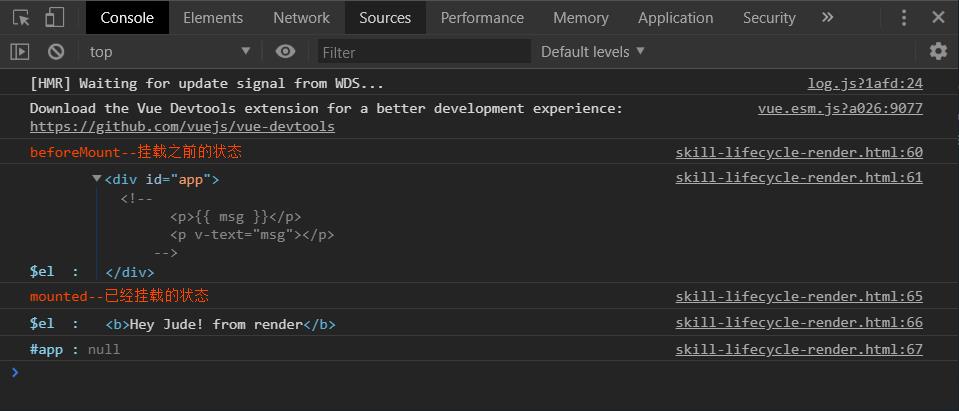 Console Elements Network Sources Performance Memory Application Security »
top Filter Default levels
[HMR] Waiting for update signal from WDS... log.js?1afd:24
Download the Vue Devtools extension for a better development experience: vue.esm.js?a026:9077
https://github.com/vuejs/vue-devtools
beforeMount--挂载之前的状态 skill-lifecycle-render.html:60
<div id="app"> skill-lifecycle-render.html:61
<!--
<p>{{ msg }}</p>
<p v-text="msg"></p>
-->
$el : </div>
mounted--已经挂载的状态 skill-lifecycle-render.html:65
$el : <b>Hey Jude! from render</b> skill-lifecycle-render.html:66
#app : null skill-lifecycle-render.html:67